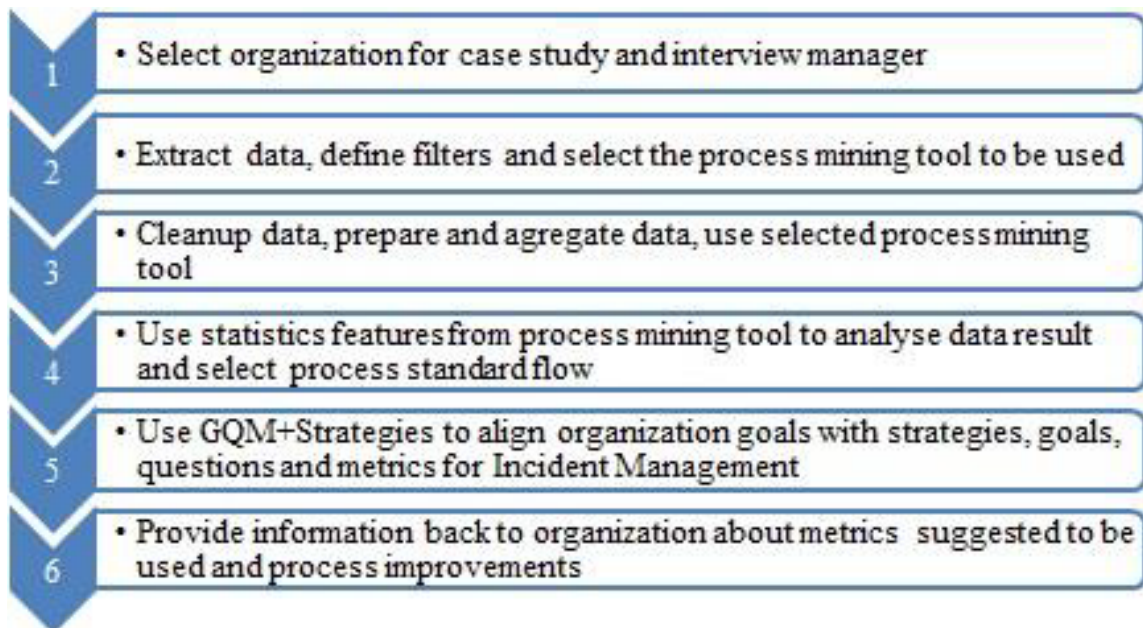 1
• Select organization for case study and interview manager
2
• Extract data, define filters and select the process mining tool to be used
3
• Cleanup data, prepare and agregate data, use selected process mining
tool
4
• Use statistics features from process mining tool to analyse data result
and select process standard flow
5
• Use GQM+Strategies to align organization goals with strategies, goals,
questions and metrics for Incident Management
6
• Provide information back to organization about metrics suggested to be
used and process improvements